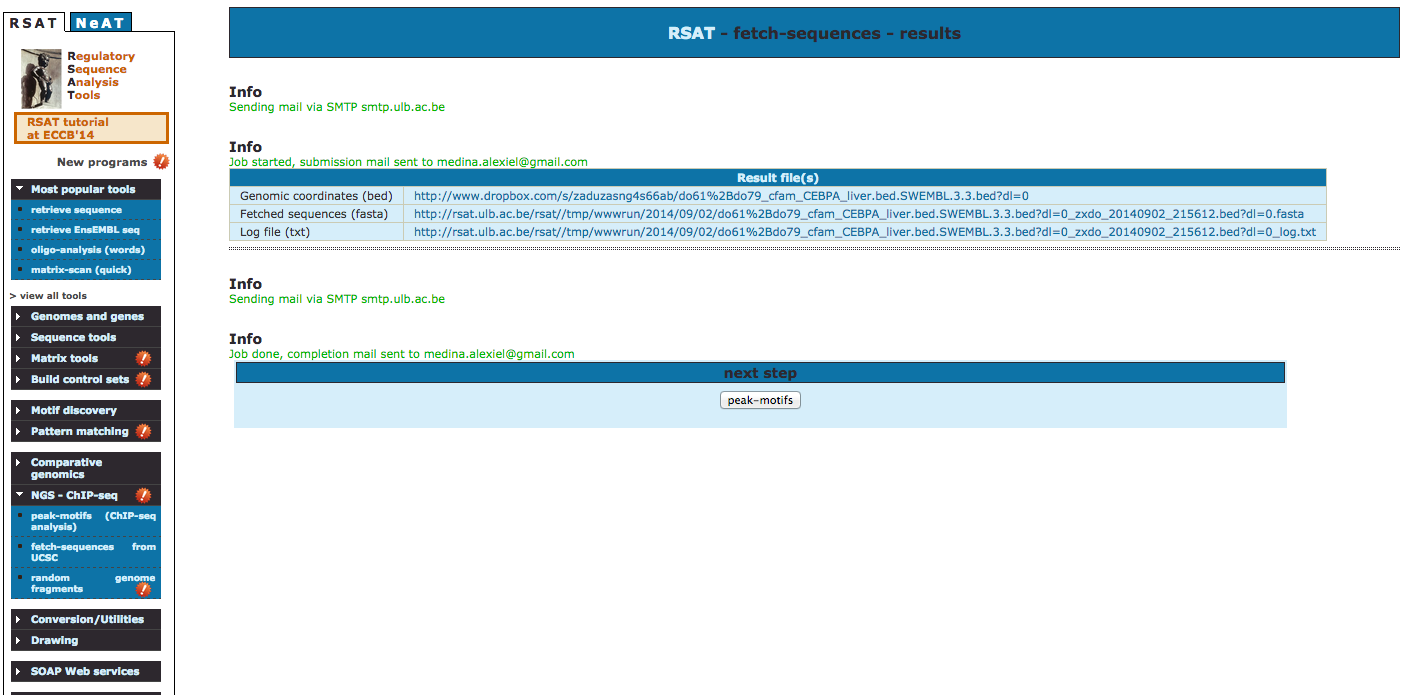 RSAT NeAT
Regulatory
Sequence
Analysis
Tools
RSAT tutorial
at ECCB'14
New programs
Most popular tools
retrieve sequence
retrieve EnsEMBL seq
oligo-analysis (words)
matrix-scan (quick)
> view all tools
Genomes and genes
Sequence tools
Matrix tools
Build control sets
Motif discovery
Pattern matching
Comparative
genomics
NGS - ChIP-seq
peak-motifs (ChIP-seq
analysis)
fetch-sequences from
UCSC
random genome
fragments
Conversion/Utilities
Drawing
SOAP Web services
RSAT - fetch-sequences - results
Info
Sending mail via SMTP smtp.ulb.ac.be
Info
Job started, submission mail sent to medina.alexiel@gmail.com
Result file(s)
Genomic coordinates (bed) http://www.dropbox.com/s/zaduzasng4s66ab/do61%2Bdo79_cfam_CEBPA_liver.bed.SWEMBL.3.3.bed?dl=0
Fetched sequences (fasta) http://rsat.ulb.ac.be/rsat//tmp/wwwrun/2014/09/02/do61%2Bdo79_cfam_CEBPA_liver.bed.SWEMBL.3.3.bed?dl=0_zxdo_20140902_215612.bed?dl=0.fasta
Log file (txt) http://rsat.ulb.ac.be/rsat//tmp/wwwrun/2014/09/02/do61%2Bdo79_cfam_CEBPA_liver.bed.SWEMBL.3.3.bed?dl=0_zxdo_20140902_215612.bed?dl=0_log.txt
Info
Sending mail via SMTP smtp.ulb.ac.be
Info
Job done, completion mail sent to medina.alexiel@gmail.com
next step
peak-motifs